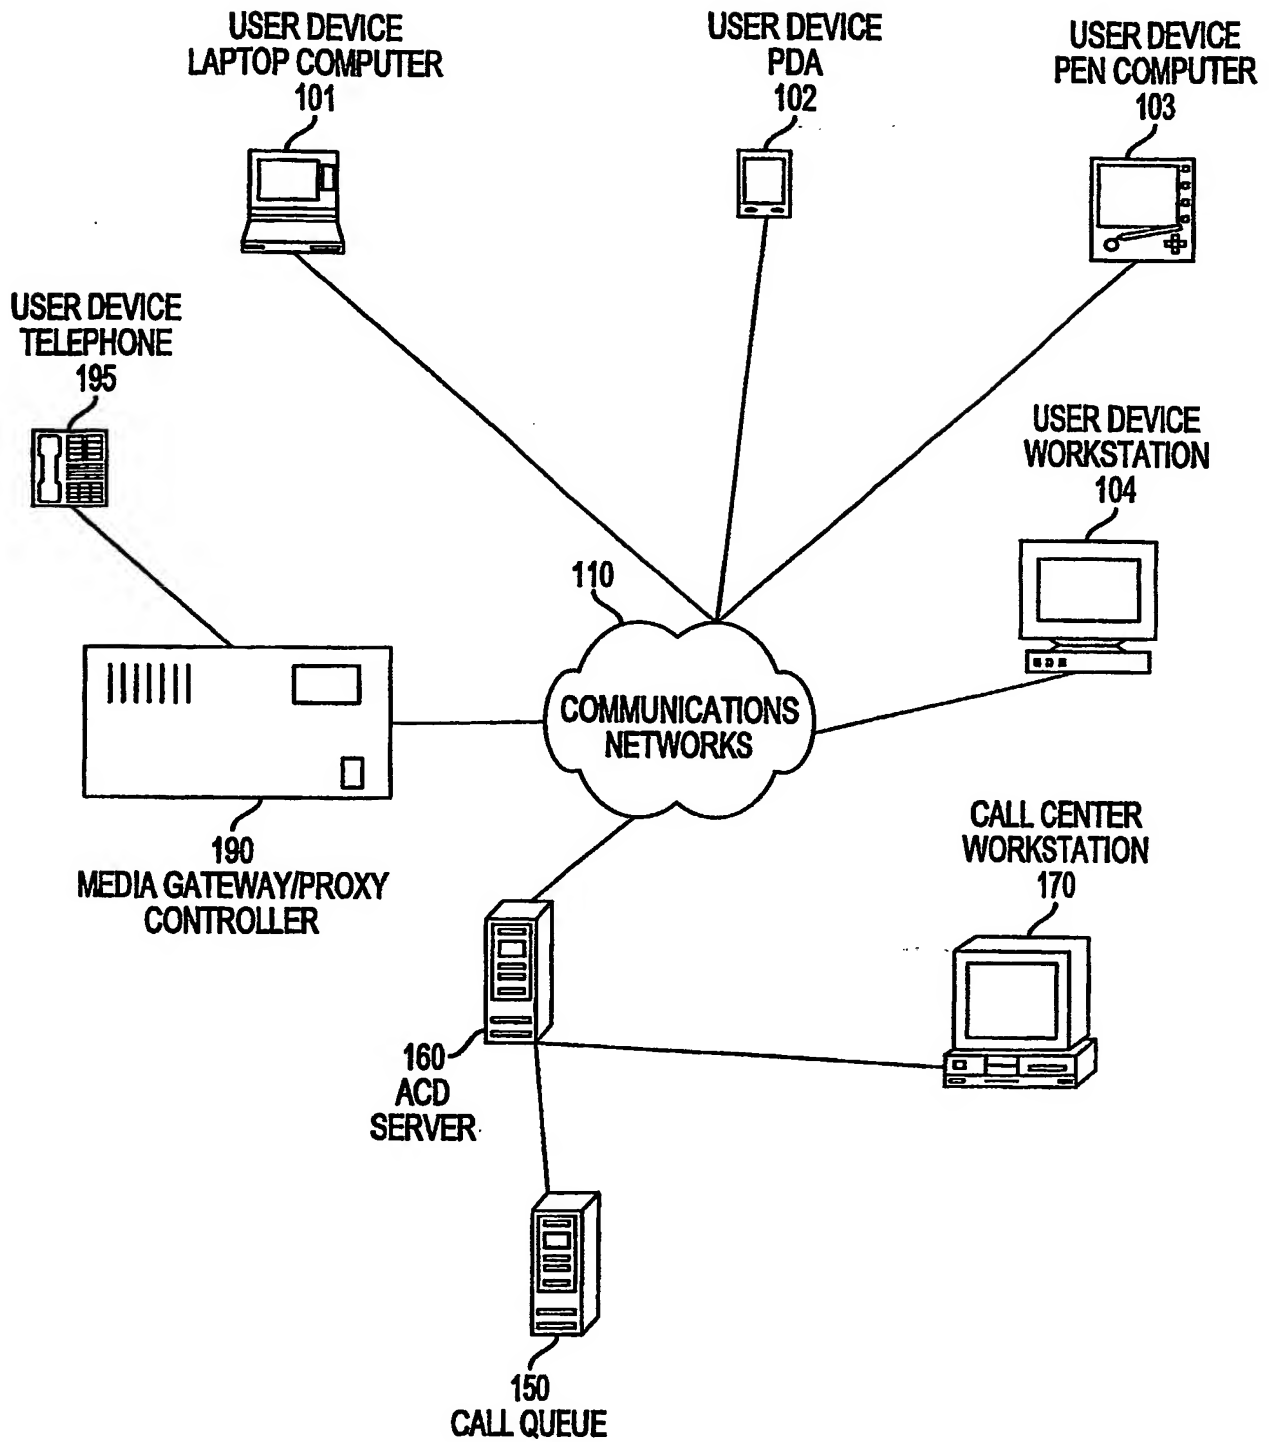 USER DEVICE
LAPTOP COMPUTER
101
USER DEVICE
PDA
102
USER DEVICE
PEN COMPUTER
103
USER DEVICE
TELEPHONE
195
USER DEVICE
WORKSTATION
104
110
COMMUNICATIONS
NETWORKS
190
MEDIA GATEWAY/PROXY
CONTROLLER
CALL CENTER
WORKSTATION
170
160
ACD
SERVER
150
CALL QUEUE